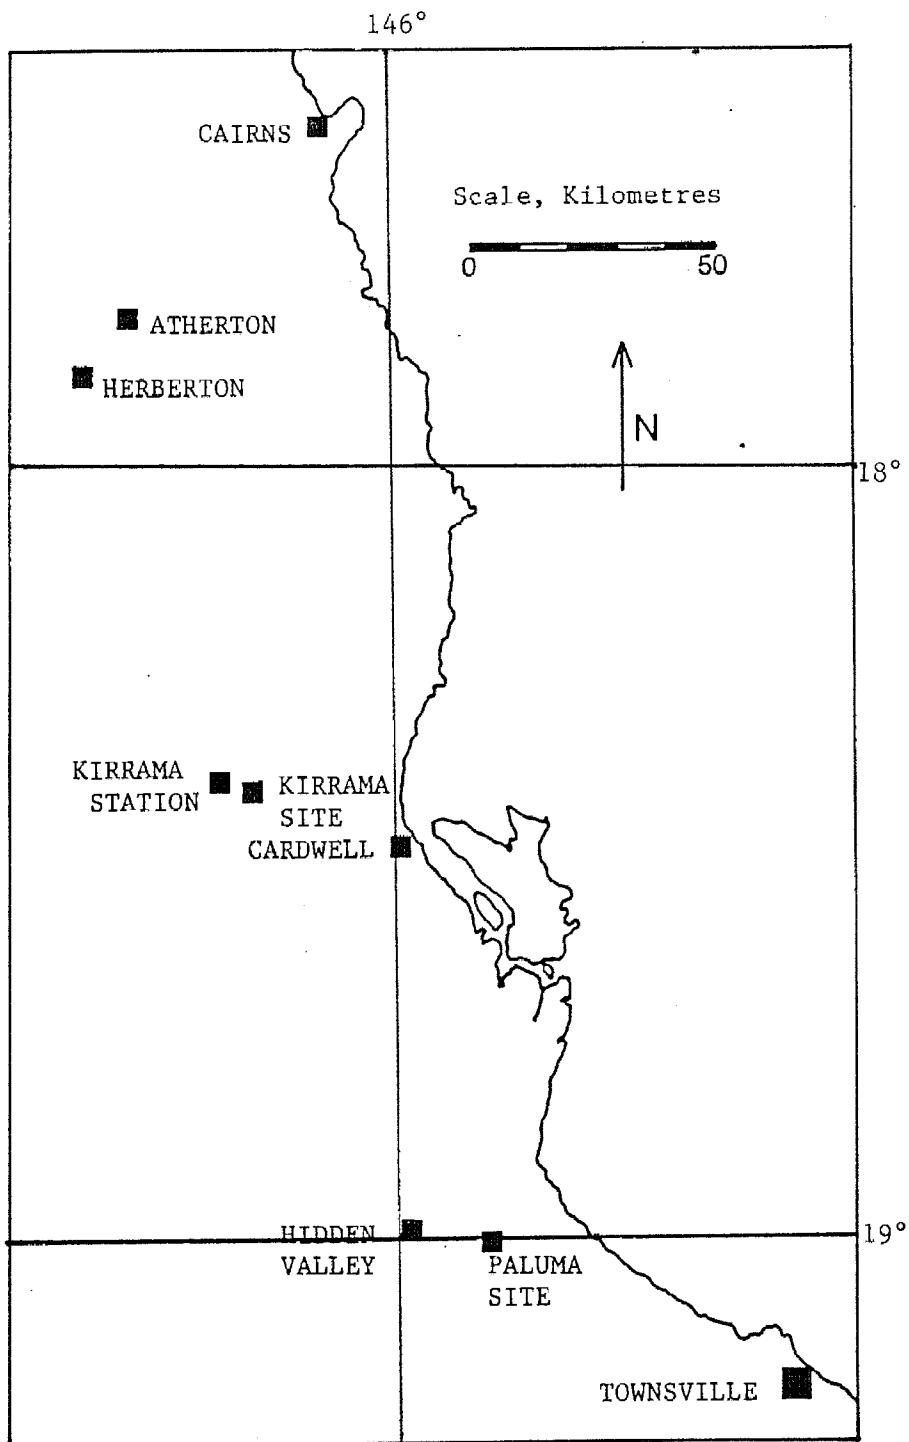 146°
CAIRNS
Scale, Kilometres
0 50
ATHERTON
HERBERTON
N
18°
KIRRAMA
STATION
KIRRAMA
SITE
CARDWELL
HIDDEN
VALLEY
19°
PALUMA
SITE
TOWNSVILLE